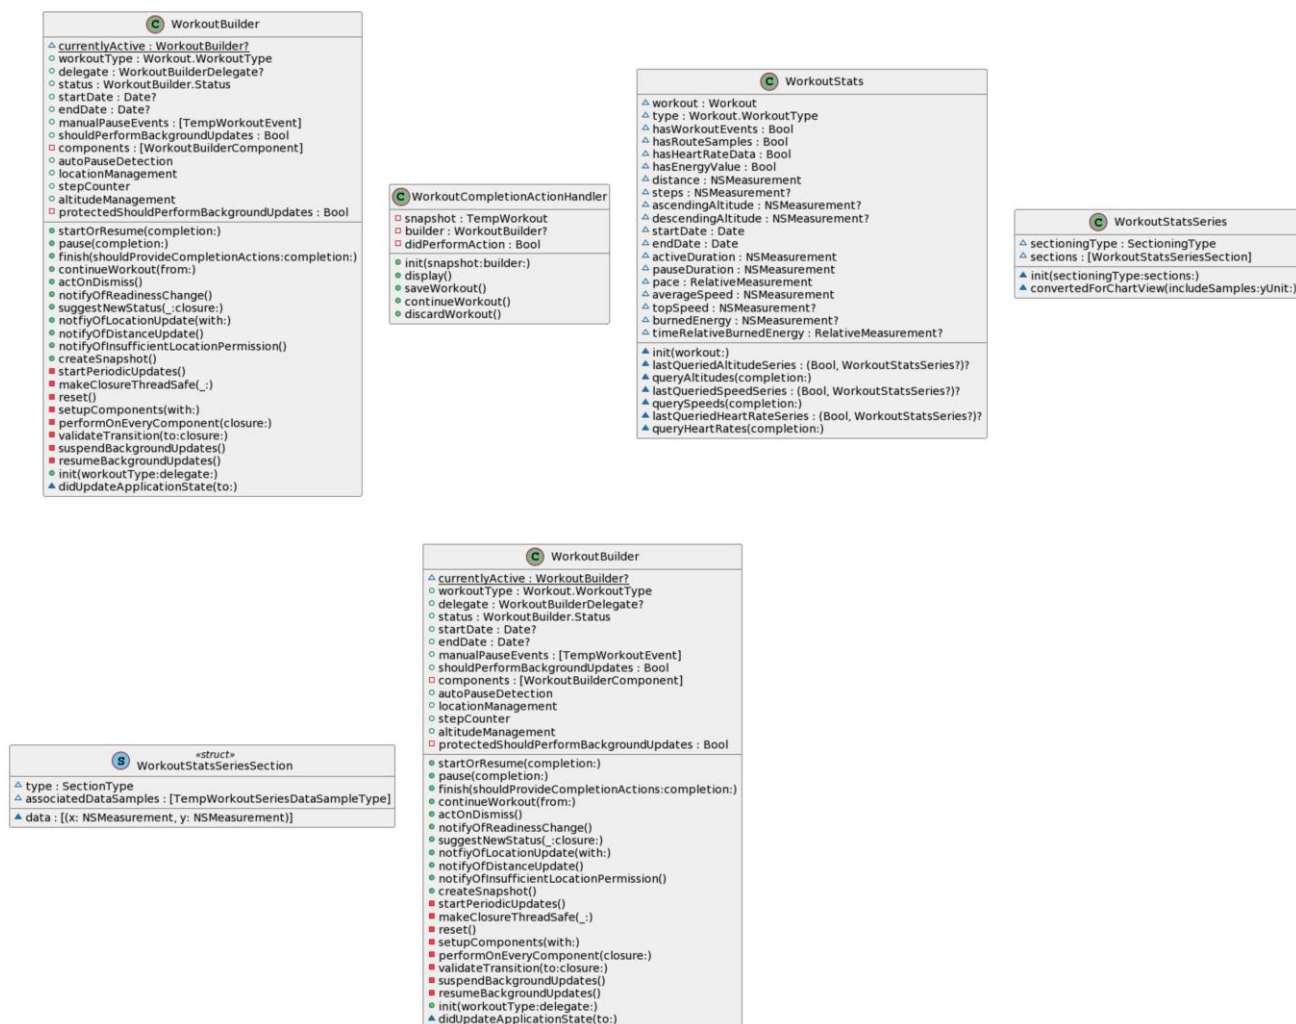 C WorkoutBuilder
currentlyActive : WorkoutBuilder?
workoutType : Workout.WorkoutType
delegate : WorkoutBuilderDelegate?
status : WorkoutBuilder.Status
startDate : Date?
endDate : Date?
manualPauseEvents : [TempWorkoutEvent]
shouldPerformBackgroundUpdates : Bool
components : [WorkoutBuilderComponent]
autoPauseDetection
locationManagement
stepCounter
altitudeManagement
protectedShouldPerformBackgroundUpdates : Bool
startOrResume(completion:)
pause(completion:)
finish(shouldProvideCompletionActions:completion:)
continueWorkout(from:)
actOnDismiss()
notifyOfReadinessChange()
suggestNewStatus(_:closure:)
notfiyOfLocationUpdate(with:)
notifyOfDistanceUpdate()
notifyOfInsufficientLocationPermission()
createSnapshot()
startPeriodicUpdates()
makeClosureThreadSafe(_:)
reset()
setupComponents(with:)
performOnEveryComponent(closure:)
validateTransition(to:closure:)
suspendBackgroundUpdates()
resumeBackgroundUpdates()
init(workoutType:delegate:)
didUpdateApplicationState(to:)
C WorkoutCompletionActionHandler
snapshot : TempWorkout
builder : WorkoutBuilder?
didPerformAction : Bool
init(snapshot:builder:)
display()
saveWorkout()
continueWorkout()
discardWorkout()
C WorkoutStats
workout : Workout
type : Workout.WorkoutType
hasWorkoutEvents : Bool
hasRouteSamples : Bool
hasHeartRateData : Bool
hasEnergyValue : Bool
distance : NSMeasurement
steps : NSMeasurement?
ascendingAltitude : NSMeasurement?
descendingAltitude : NSMeasurement?
startDate : Date
endDate : Date
activeDuration : NSMeasurement
pauseDuration : NSMeasurement
pace : RelativeMeasurement
averageSpeed : NSMeasurement
topSpeed : NSMeasurement?
burnedEnergy : NSMeasurement?
timeRelativeBurnedEnergy : RelativeMeasurement?
init(workout:)
lastQueriedAltitudeSeries : (Bool, WorkoutStatsSeries?)?
queryAltitudes(completion:)
lastQueriedSpeedSeries : (Bool, WorkoutStatsSeries?)?
querySpeeds(completion:)
lastQueriedHeartRateSeries : (Bool, WorkoutStatsSeries?)?
queryHeartRates(completion:)
C WorkoutStatsSeries
sectioningType : SectioningType
sections : [WorkoutStatsSeriesSection]
init(sectioningType:sections:)
convertedForChartView(includeSamples:yUnit:)
«struct»
S WorkoutStatsSeriesSection
type : SectionType
associatedDataSamples : [TempWorkoutSeriesDataSampleType]
data : [(x: NSMeasurement, y: NSMeasurement)]
C WorkoutBuilder
currentlyActive : WorkoutBuilder?
workoutType : Workout.WorkoutType
delegate : WorkoutBuilderDelegate?
status : WorkoutBuilder.Status
startDate : Date?
endDate : Date?
manualPauseEvents : [TempWorkoutEvent]
shouldPerformBackgroundUpdates : Bool
components : [WorkoutBuilderComponent]
autoPauseDetection
locationManagement
stepCounter
altitudeManagement
protectedShouldPerformBackgroundUpdates : Bool
startOrResume(completion:)
pause(completion:)
finish(shouldProvideCompletionActions:completion:)
continueWorkout(from:)
actOnDismiss()
notifyOfReadinessChange()
suggestNewStatus(_:closure:)
notfiyOfLocationUpdate(with:)
notifyOfDistanceUpdate()
notifyOfInsufficientLocationPermission()
createSnapshot()
startPeriodicUpdates()
makeClosureThreadSafe(_:)
reset()
setupComponents(with:)
performOnEveryComponent(closure:)
validateTransition(to:closure:)
suspendBackgroundUpdates()
resumeBackgroundUpdates()
init(workoutType:delegate:)
didUpdateApplicationState(to:)